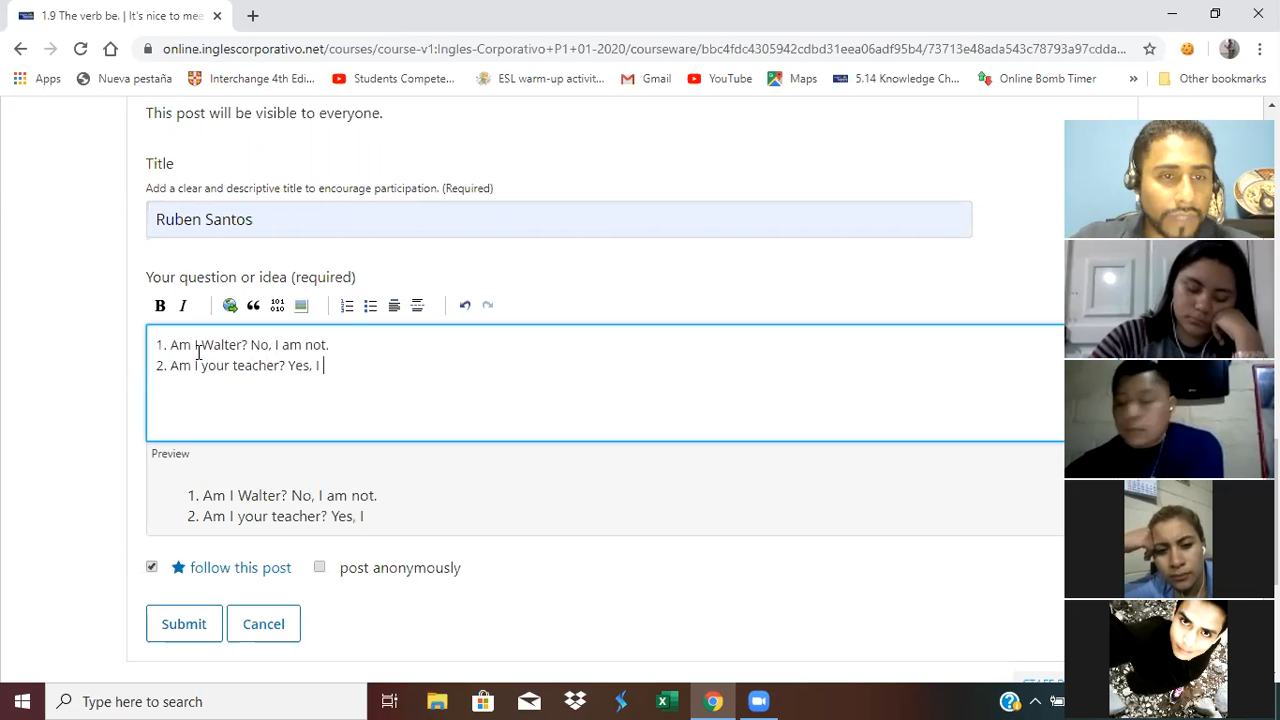 1.9 The verb be. | It's nice to mee
online.inglescorporativo.net/courses/course-v1:Ingles-Corporativo+P1+01-2020/courseware/bbc4fdc4305942cdbd31eea06adf95b4/73713e48ada543c78793a97cdda...
Apps Nueva pestaña Interchange 4th Edi... Students Compete... ESL warm-up activit... Gmail YouTube Maps 5.14 Knowledge Ch... Online Bomb Timer » Other bookmarks
This post will be visible to everyone.
Title
Add a clear and descriptive title to encourage participation. (Required)
Ruben Santos
Your question or idea (required)
B I
1. Am I Walter? No, I am not.
2. Am I your teacher? Yes, I
Preview
1. Am I Walter? No, I am not.
2. Am I your teacher? Yes, I
follow this post post anonymously
Submit Cancel
Type here to search